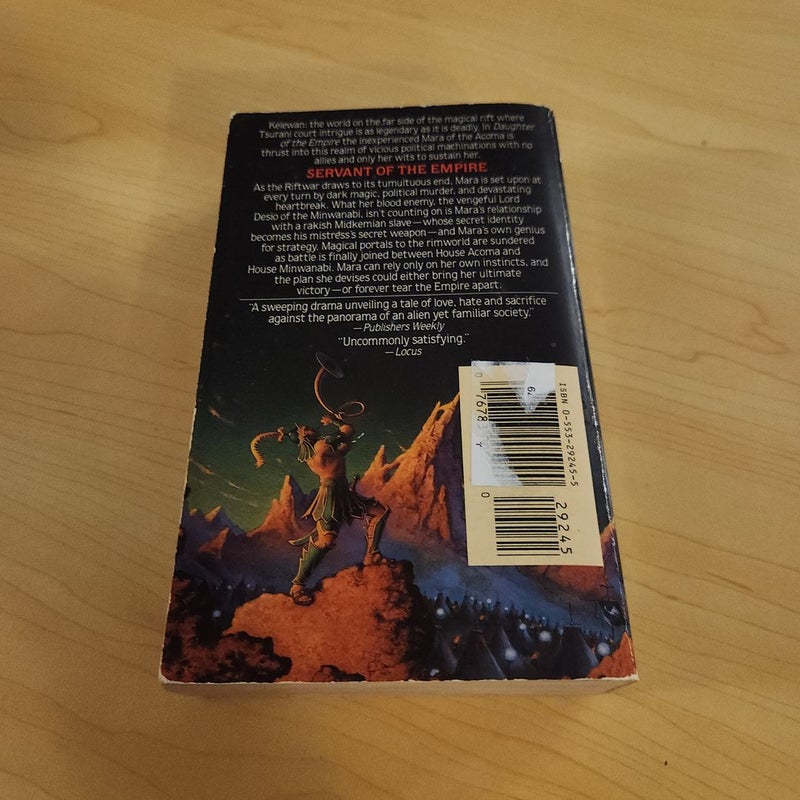 Kelewan: the world on the far side of the magical rift where
Tsurani court intrigue is as legendary as it is deadly. In Daughter
of the Empire the inexperienced Mara of the Acoma is
thrust into this realm of vicious political machinations with no
allies and only her wits to sustain her.
SERVANT OF THE EMPIRE
As the Riftwar draws to its tumultuous end, Mara is set upon at
every turn by dark magic, political murder, and devastating
heartbreak. What her blood enemy, the vengeful Lord
Desio of the Minwanabi, isn't counting on is Mara's relationship
with a rakish Midkemian slave—whose secret identity
becomes his mistress's secret weapon—and Mara's own genius
for strategy. Magical portals to the rimworld are sundered
as battle is finally joined between House Acoma and
House Minwanabi. Mara can rely only on her own instincts, and
the plan she devises could either bring her ultimate
victory—or forever tear the Empire apart.
"A sweeping drama unveiling a tale of love, hate and sacrifice
against the panorama of an alien yet familiar society."
—Publishers Weekly
"Uncommonly satisfying."
—Locus
ISBN 0-553-29245-5
0 76783
Y
0
29245